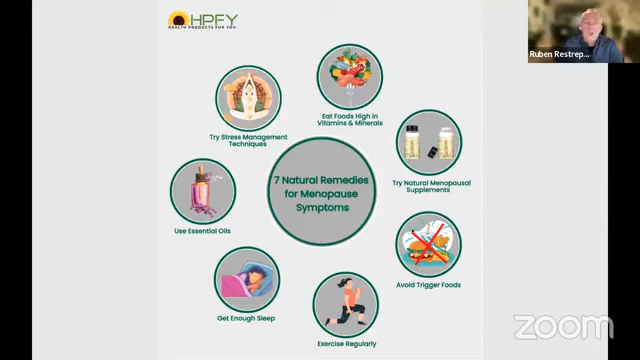 HPFY
HEALTH PRODUCTS FOR YOU
Ruben Restrep...
Eat Foods High in
Vitamins & Minerals
Try Stress Management
Techniques
7 Natural Remedies
for Menopause
Symptoms
Try Natural Menopausal
Supplements
Use Essential Oils
Avoid Trigger Foods
Get Enough Sleep
Exercise Regularly
zoom